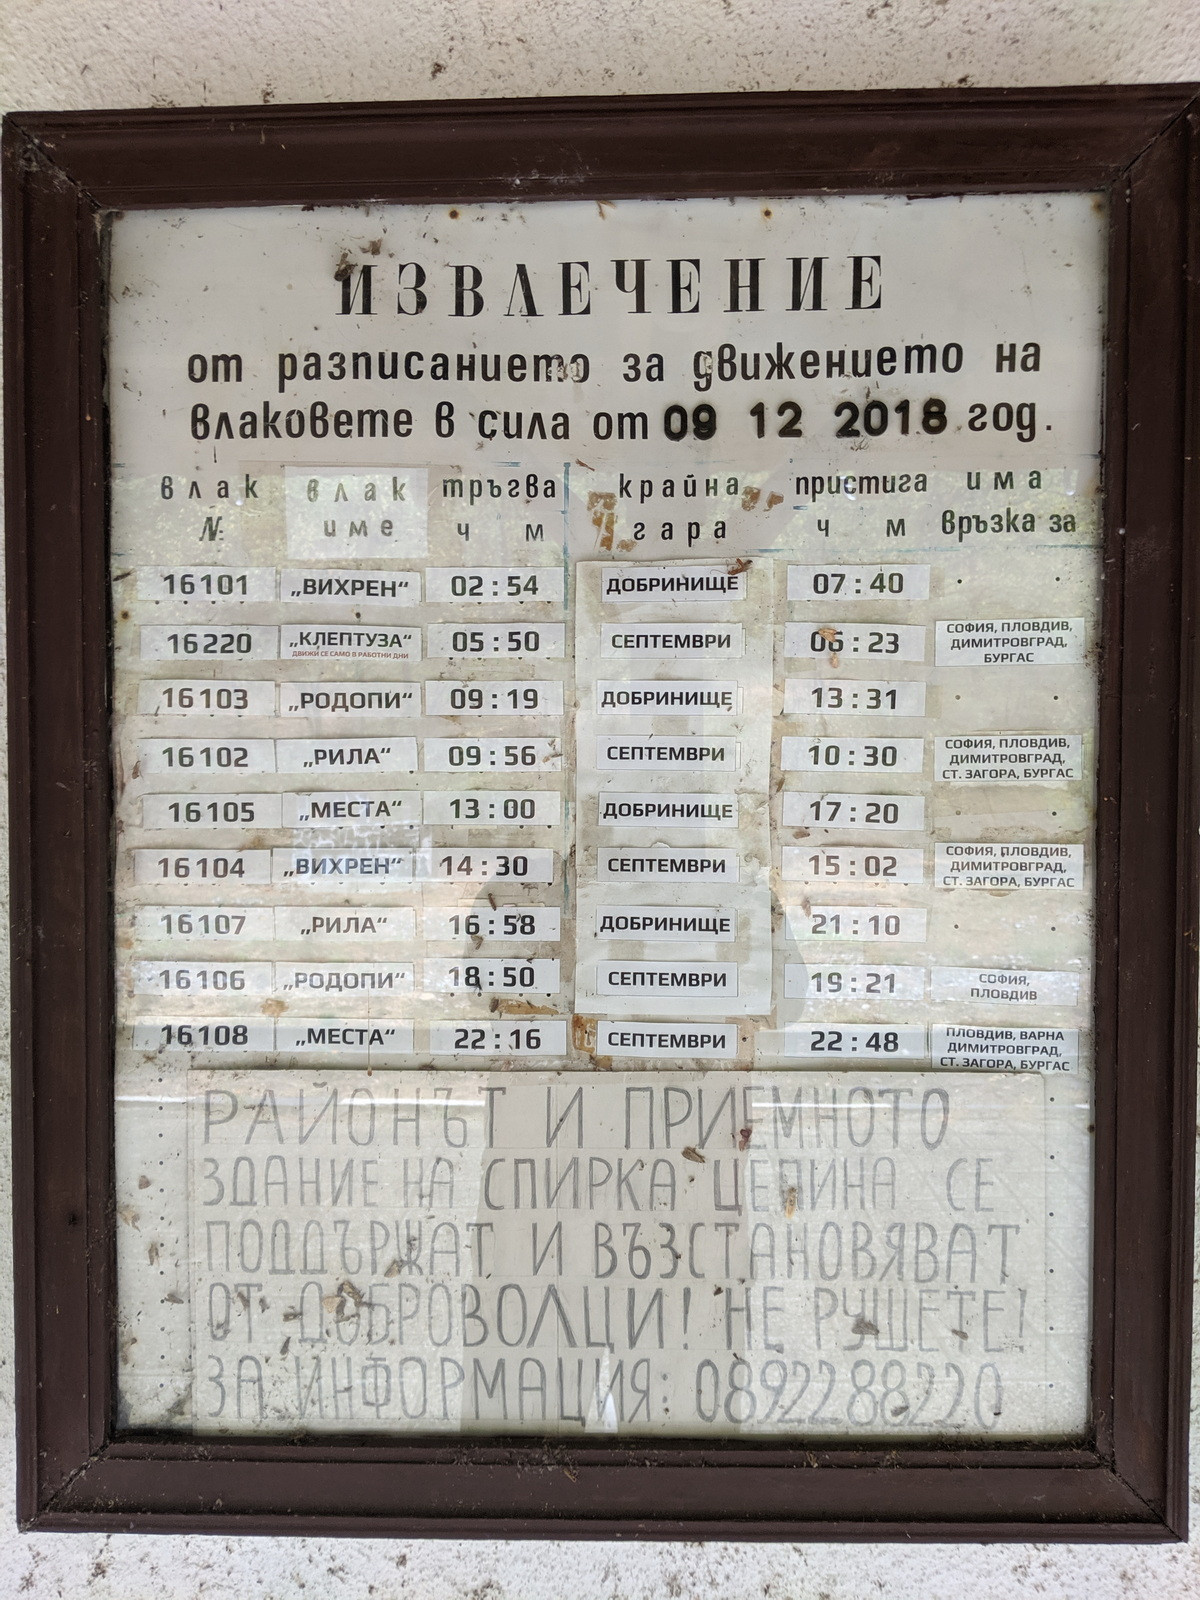 ИЗВЛЕЧЕНИЕ
от разписанието за движението на
влаковете в сила от 09 12 2018 год.
влак влак тръгва крайна пристига има
№ име ч м гара ч м връзка за
16101 „ВИХРЕН“ 02:54 ДОБРИНИЩЕ 07:40
16220 „КЛЕПТУЗА“ 05:50 СЕПТЕМВРИ 06:23 СОФИЯ, ПЛОВДИВ,
ДВИЖИ СЕ САМО В РАБОТНИ ДНИ ДИМИТРОВГРАД,
БУРГАС
16103 „РОДОПИ“ 09:19 ДОБРИНИЩЕ 13:31
16102 „РИЛА“ 09:56 СЕПТЕМВРИ 10:30 СОФИЯ, ПЛОВДИВ,
ДИМИТРОВГРАД,
СТ. ЗАГОРА, БУРГАС
16105 „МЕСТА“ 13:00 ДОБРИНИЩЕ 17:20
16104 „ВИХРЕН“ 14:30 СЕПТЕМВРИ 15:02 СОФИЯ, ПЛОВДИВ,
ДИМИТРОВГРАД,
СТ. ЗАГОРА, БУРГАС
16107 „РИЛА“ 16:58 ДОБРИНИЩЕ 21:10
16106 „РОДОПИ“ 18:50 СЕПТЕМВРИ 19:21 СОФИЯ,
ПЛОВДИВ
16108 „МЕСТА“ 22:16 СЕПТЕМВРИ 22:48 ПЛОВДИВ, ВАРНА
ДИМИТРОВГРАД,
СТ. ЗАГОРА, БУРГАС
РАЙОНЪТ И ПРИЕМНОТО
ЗДАНИЕ НА СПИРКА ЦЕПИНА СЕ
ПОДДЪРЖАТ И ВЪЗСТАНОВЯВАТ
ОТ ДОБРОВОЛЦИ! НЕ РУШЕТЕ!
ЗА ИНФОРМАЦИЯ: 0892288220